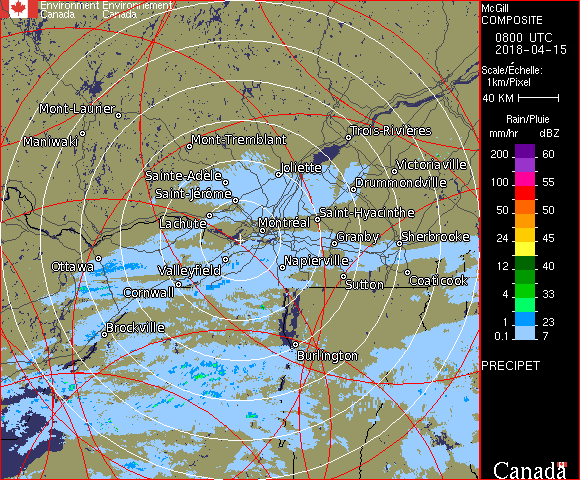 Environment Environnement
Canada Canada
McGill
COMPOSITE
0800 UTC
2018-04-15
Scale/Échelle:
1km/Pixel
40 KM
Rain/Pluie
mm/hr dBZ
200 60
100 55
50 50
24 45
12 40
4 33
1 23
0.1 7
PRECIPET
Mont-Laurier
Maniwaki
Mont-Tremblant
Trois-Rivières
Sainte-Adèle
Joliette
Victoriaville
Saint-Jérôme
Drummondville
Lachute
Montréal
Saint-Hyacinthe
Granby
Sherbrooke
Ottawa
Valleyfield
Napierville
Cornwall
Sutton
Coaticook
Brockville
Burlington
Canada